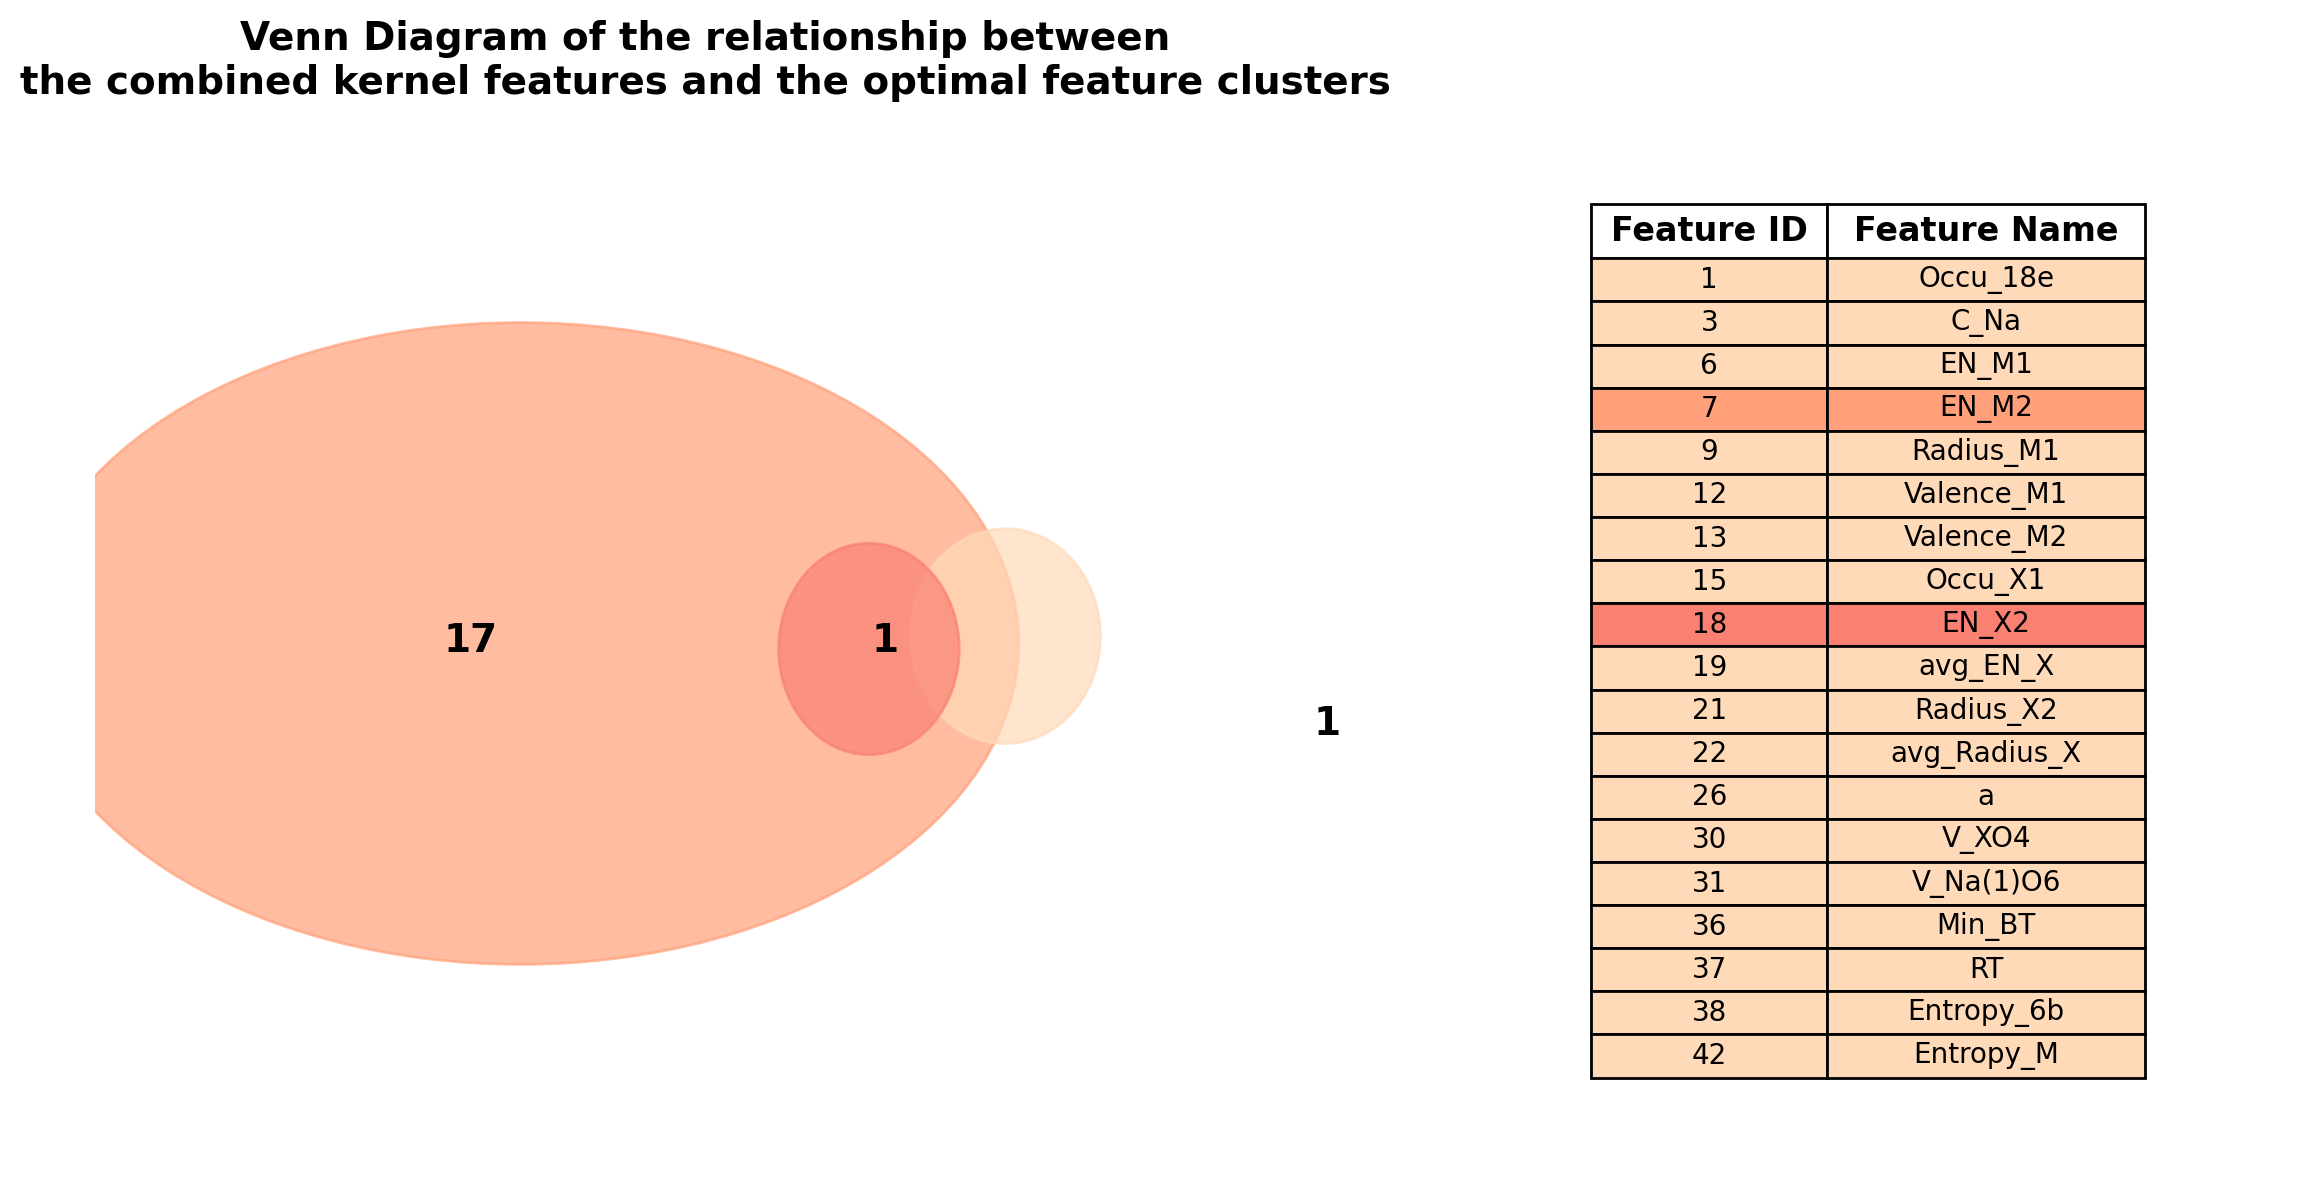 Venn Diagram of the relationship between
the combined kernel features and the optimal feature clusters
17
1
1
Feature ID Feature Name
1 Occu_18e
3 C_Na
6 EN_M1
7 EN_M2
9 Radius_M1
12 Valence_M1
13 Valence_M2
15 Occu_X1
18 EN_X2
19 avg_EN_X
21 Radius_X2
22 avg_Radius_X
26 a
30 V_XO4
31 V_Na(1)O6
36 Min_BT
37 RT
38 Entropy_6b
42 Entropy_M